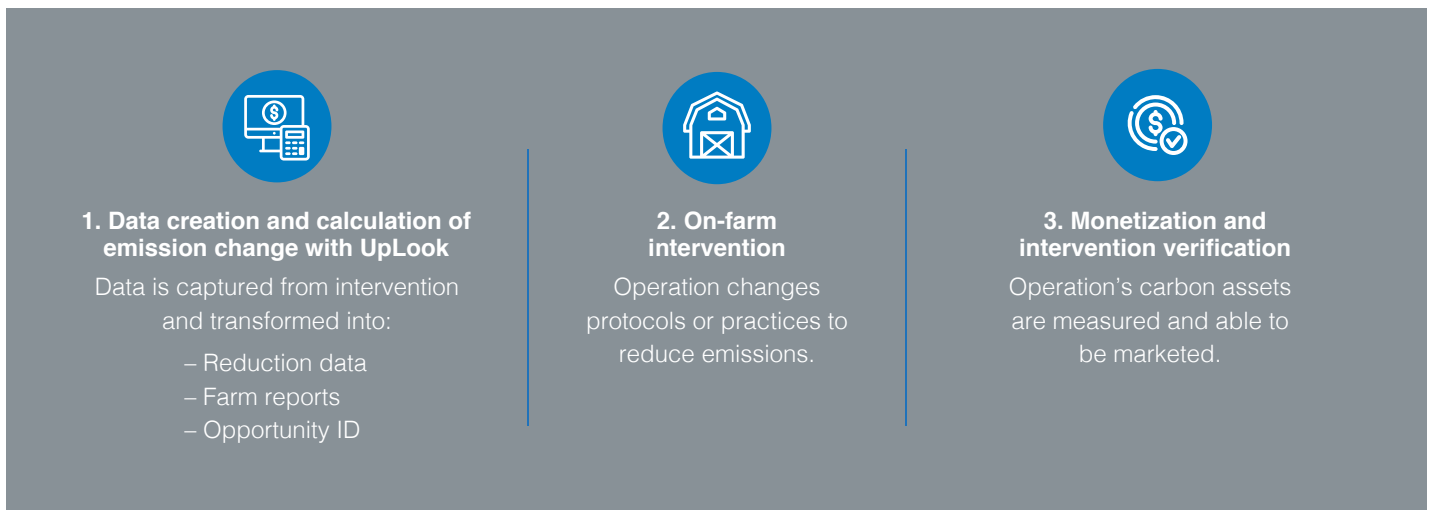 1. Data creation and calculation of
emission change with UpLook
Data is captured from intervention
and transformed into:
– Reduction data
– Farm reports
– Opportunity ID
2. On-farm
intervention
Operation changes
protocols or practices to
reduce emissions.
3. Monetization and
intervention verification
Operation's carbon assets
are measured and able to
be marketed.